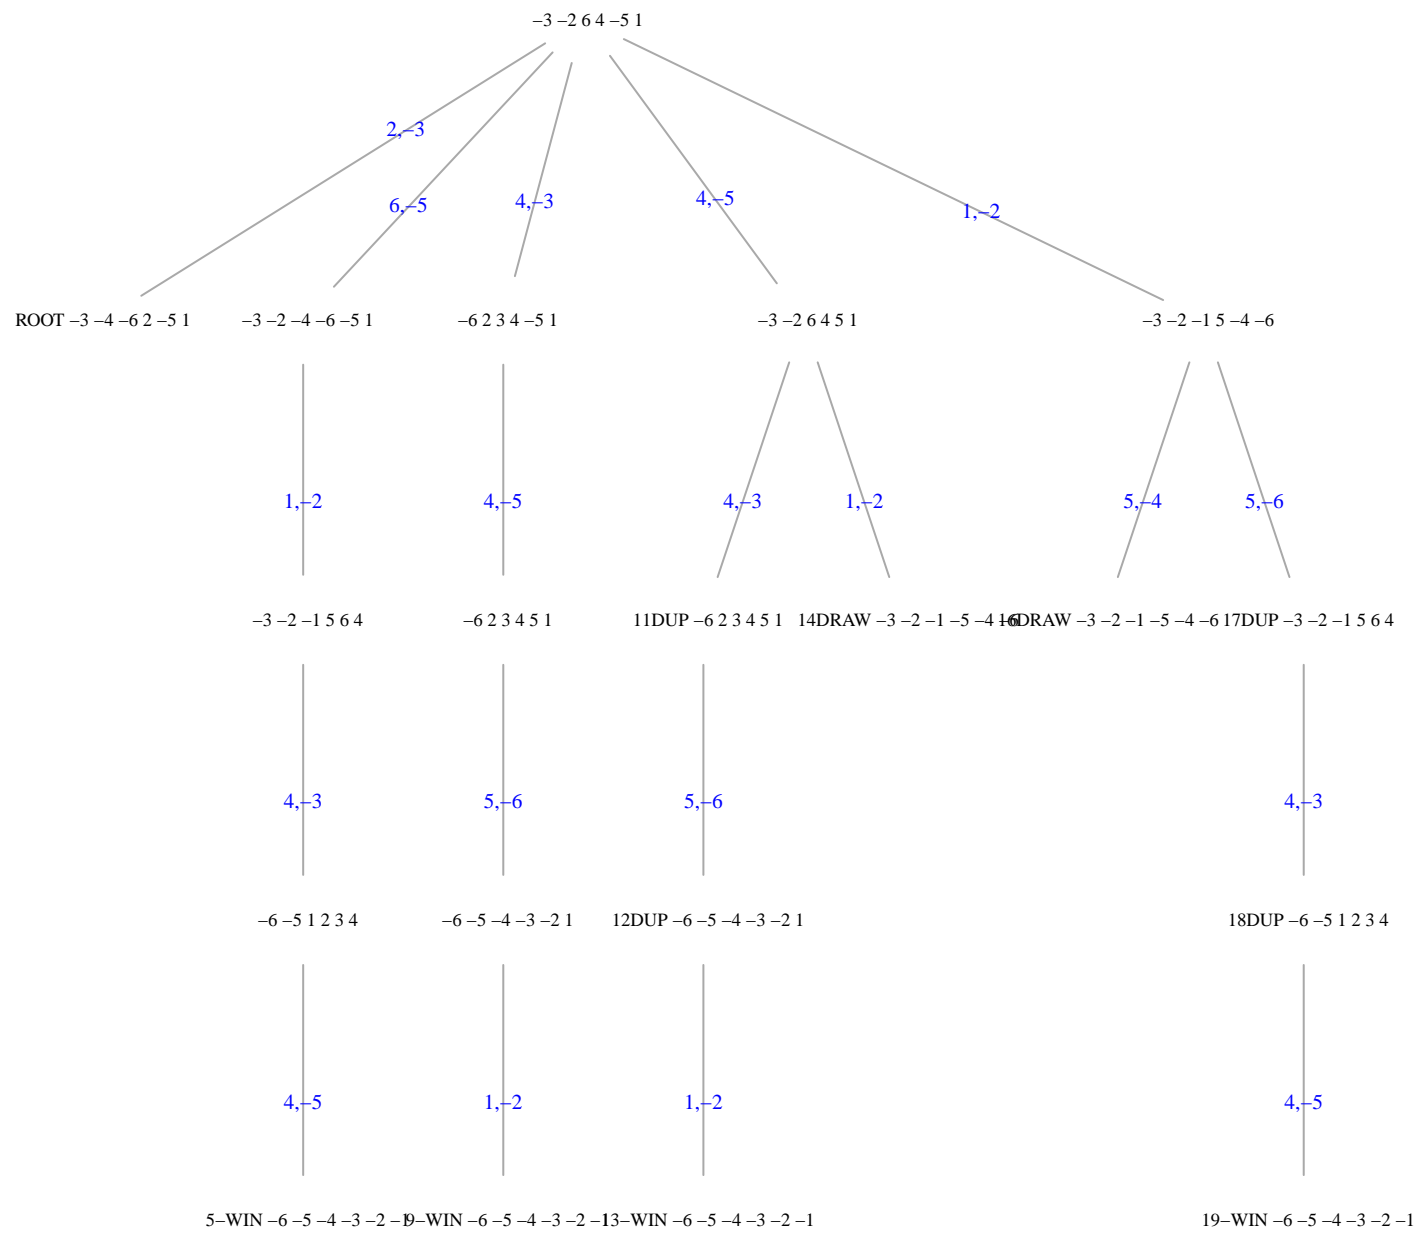 –3 –2 6 4 –5 1
2,–3
6,–5
4,–3
4,–5
1,–2
ROOT –3 –4 –6 2 –5 1
–3 –2 –4 –6 –5 1
–6 2 3 4 –5 1
–3 –2 6 4 5 1
–3 –2 –1 5 –4 –6
1,–2
4,–5
4,–3
1,–2
5,–4
5,–6
–3 –2 –1 5 6 4
–6 2 3 4 5 1
11DUP –6 2 3 4 5 1
14DRAW –3 –2 –1 –5 –4 –6
16DRAW –3 –2 –1 –5 –4 –6
17DUP –3 –2 –1 5 6 4
4,–3
5,–6
5,–6
4,–3
–6 –5 1 2 3 4
–6 –5 –4 –3 –2 1
12DUP –6 –5 –4 –3 –2 1
18DUP –6 –5 1 2 3 4
4,–5
1,–2
1,–2
4,–5
5–WIN –6 –5 –4 –3 –2 –1
9–WIN –6 –5 –4 –3 –2 –1
13–WIN –6 –5 –4 –3 –2 –1
19–WIN –6 –5 –4 –3 –2 –1